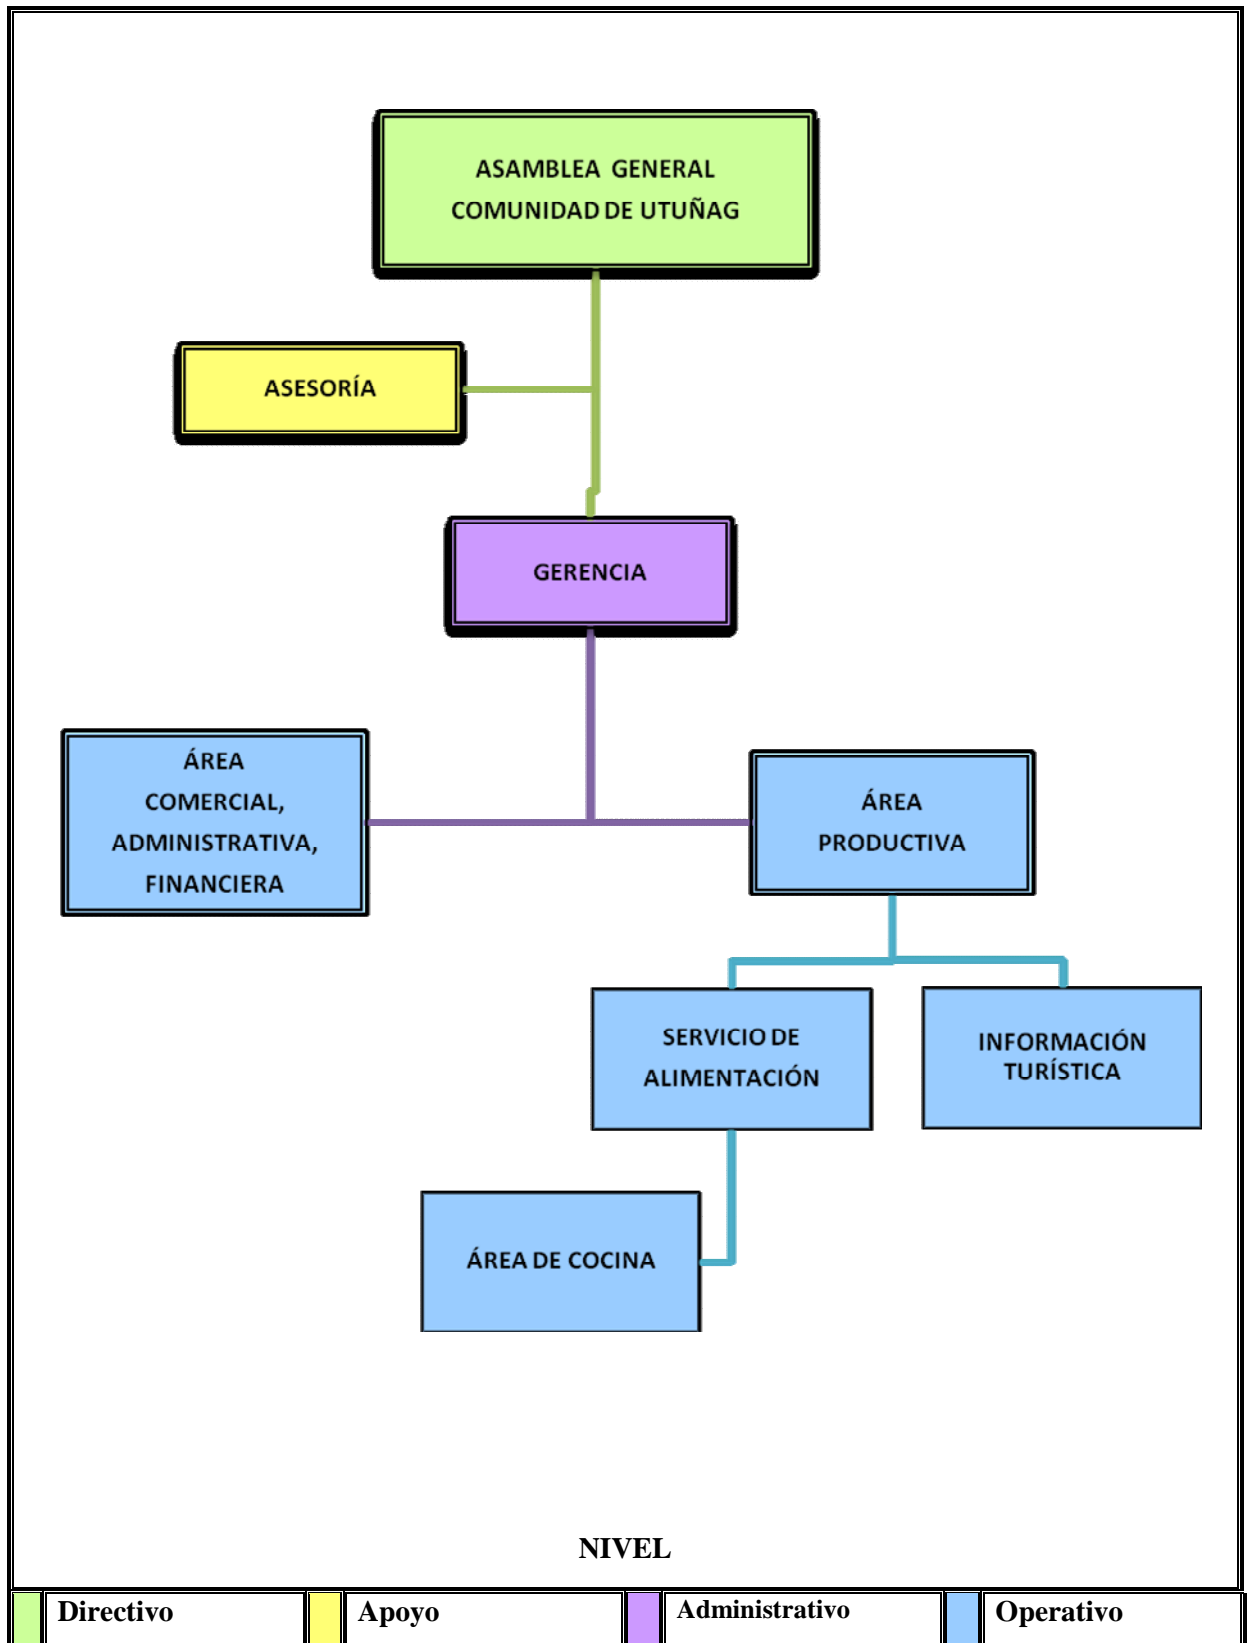 ASAMBLEA GENERAL
COMUNIDAD DE UTUÑAG
ASESORÍA
GERENCIA
ÁREA
COMERCIAL,
ADMINISTRATIVA,
FINANCIERA
ÁREA
PRODUCTIVA
SERVICIO DE
ALIMENTACIÓN
INFORMACIÓN
TURÍSTICA
ÁREA DE COCINA
NIVEL
Directivo
Apoyo
Administrativo
Operativo